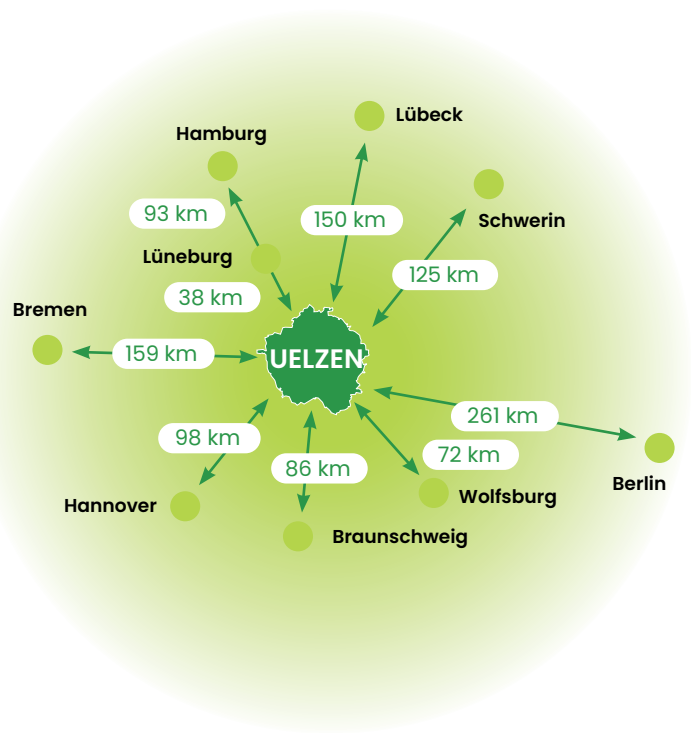 Lübeck
Hamburg
93 km
150 km
Schwerin
Lüneburg
125 km
38 km
Bremen
159 km
UELZEN
261 km
98 km
72 km
86 km
Berlin
Wolfsburg
Hannover
Braunschweig